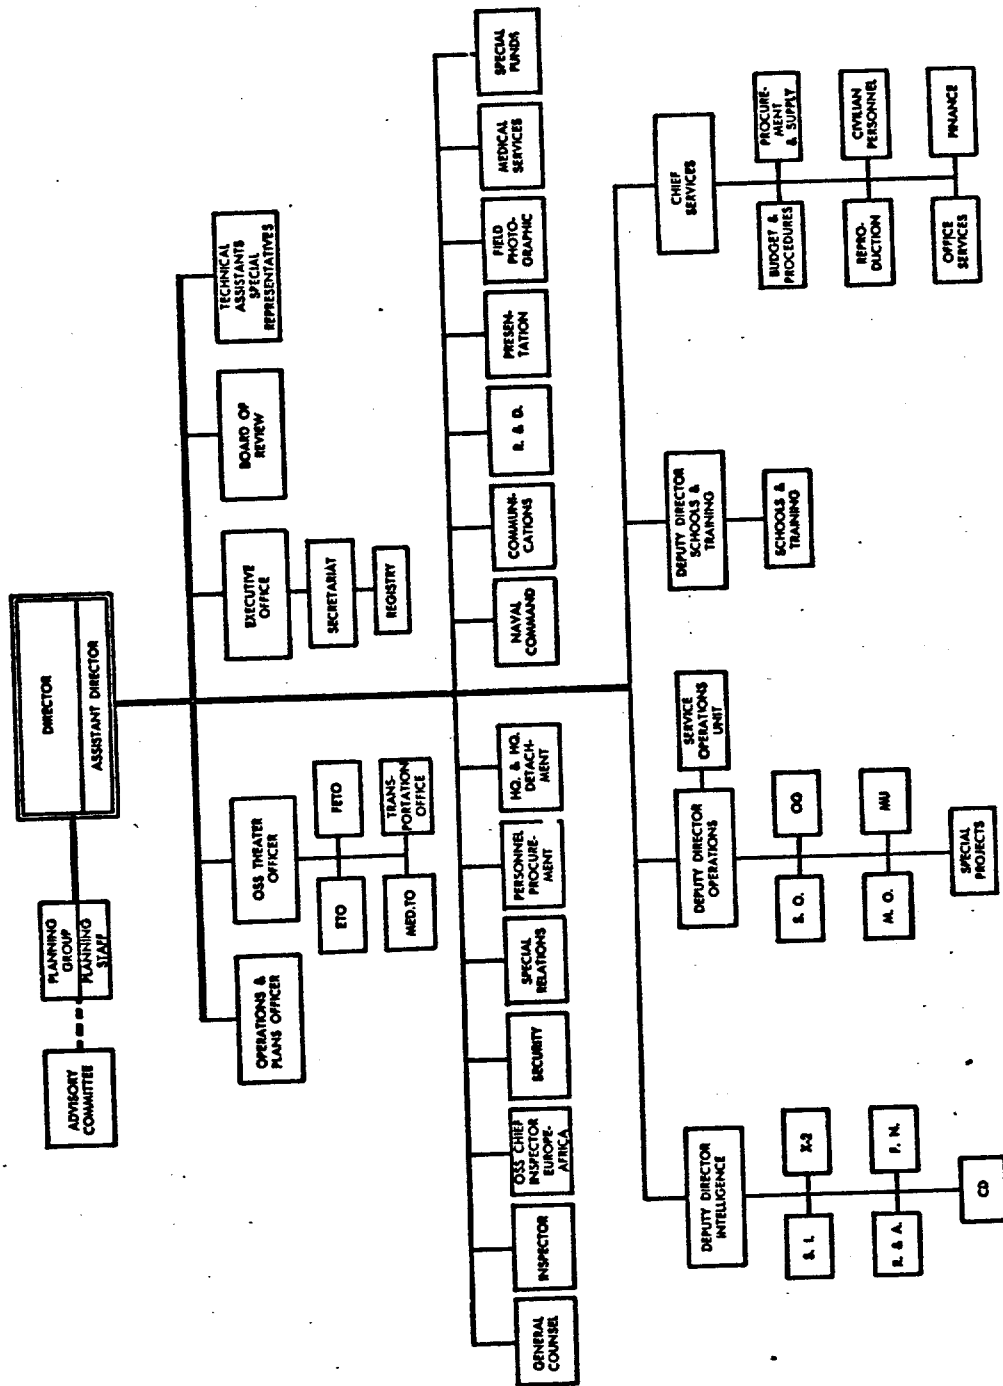 DIRECTOR
ASSISTANT DIRECTOR
PLANNING
GROUP
PLANNING
STAFF
ADVISORY
COMMITTEE
OPERATIONS &
PLANS OFFICER
OSS THEATER
OFFICER
ETO
FETO
MED.TO
TRANS-
PORTATION
OFFICE
EXECUTIVE
OFFICE
SECRETARIAT
REGISTRY
BOARD OF
REVIEW
TECHNICAL
ASSISTANTS
SPECIAL
REPRESENTATIVES
GENERAL
COUNSEL
INSPECTOR
OSS CHIEF
INSPECTOR
EUROPE-
AFRICA
SECURITY
SPECIAL
RELATIONS
PERSONNEL
PROCURE-
MENT
HQ. & HQ.
DETACH-
MENT
NAVAL
COMMAND
COMMUNI-
CATIONS
R. & D.
PRESEN-
TATION
FIELD
PHOTO-
GRAPHIC
MEDICAL
SERVICES
SPECIAL
FUNDS
DEPUTY DIRECTOR
INTELLIGENCE
S. I.
X-2
R. & A.
F. N.
CD
DEPUTY DIRECTOR
OPERATIONS
SERVICE
OPERATIONS
UNIT
S. O.
OG
M. O.
MU
SPECIAL
PROJECTS
DEPUTY DIRECTOR
SCHOOLS &
TRAINING
SCHOOLS &
TRAINING
CHIEF
SERVICES
BUDGET &
PROCEDURES
PROCURE-
MENT
& SUPPLY
REPRO-
DUCTION
CIVILIAN
PERSONNEL
OFFICE
SERVICES
FINANCE